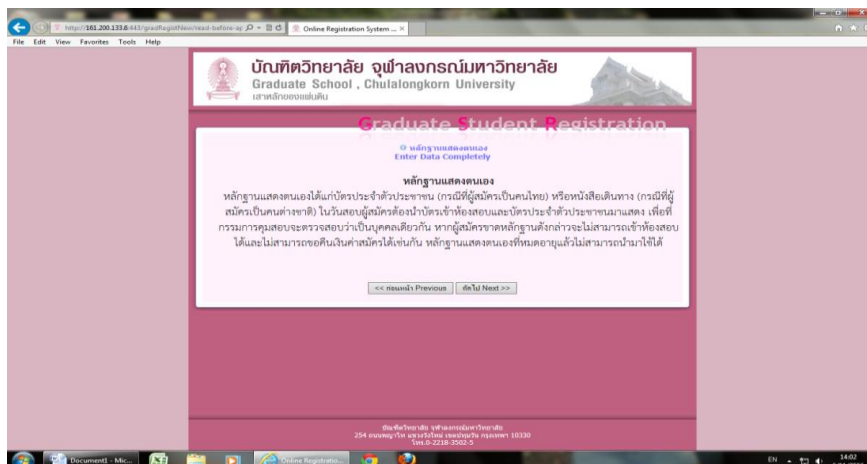 http://161.200.133.6:443/gradRegistNew/read-before-ap
Online Registration System ...
File Edit View Favorites Tools Help
บัณฑิตวิทยาลัย จุฬาลงกรณ์มหาวิทยาลัย
Graduate School , Chulalongkorn University
เสาหลักของแผ่นดิน
Graduate Student Registration
หลักฐานแสดงตนเอง
Enter Data Completely
หลักฐานแสดงตนเอง
หลักฐานแสดงตนเองได้แก่บัตรประจำตัวประชาชน (กรณีที่ผู้สมัครเป็นคนไทย) หรือหนังสือเดินทาง (กรณีที่ผู้
สมัครเป็นคนต่างชาติ) ในวันสอบผู้สมัครต้องนำบัตรเข้าห้องสอบและบัตรประจำตัวประชาชนมาแสดง เพื่อที่
กรรมการคุมสอบจะตรวจสอบว่าเป็นบุคคลเดียวกัน หากผู้สมัครขาดหลักฐานดังกล่าวจะไม่สามารถเข้าห้องสอบ
ได้และไม่สามารถขอคืนเงินค่าสมัครได้เช่นกัน หลักฐานแสดงตนเองที่หมดอายุแล้วไม่สามารถนำมาใช้ได้
<< ก่อนหน้า Previous ถัดไป Next >>
บัณฑิตวิทยาลัย จุฬาลงกรณ์มหาวิทยาลัย
254 ถนนพญาไท แขวงวังใหม่ เขตปทุมวัน กรุงเทพฯ 10330
โทร.0-2218-3502-5
Document1 - Mic... Online Registratio... EN 14:02